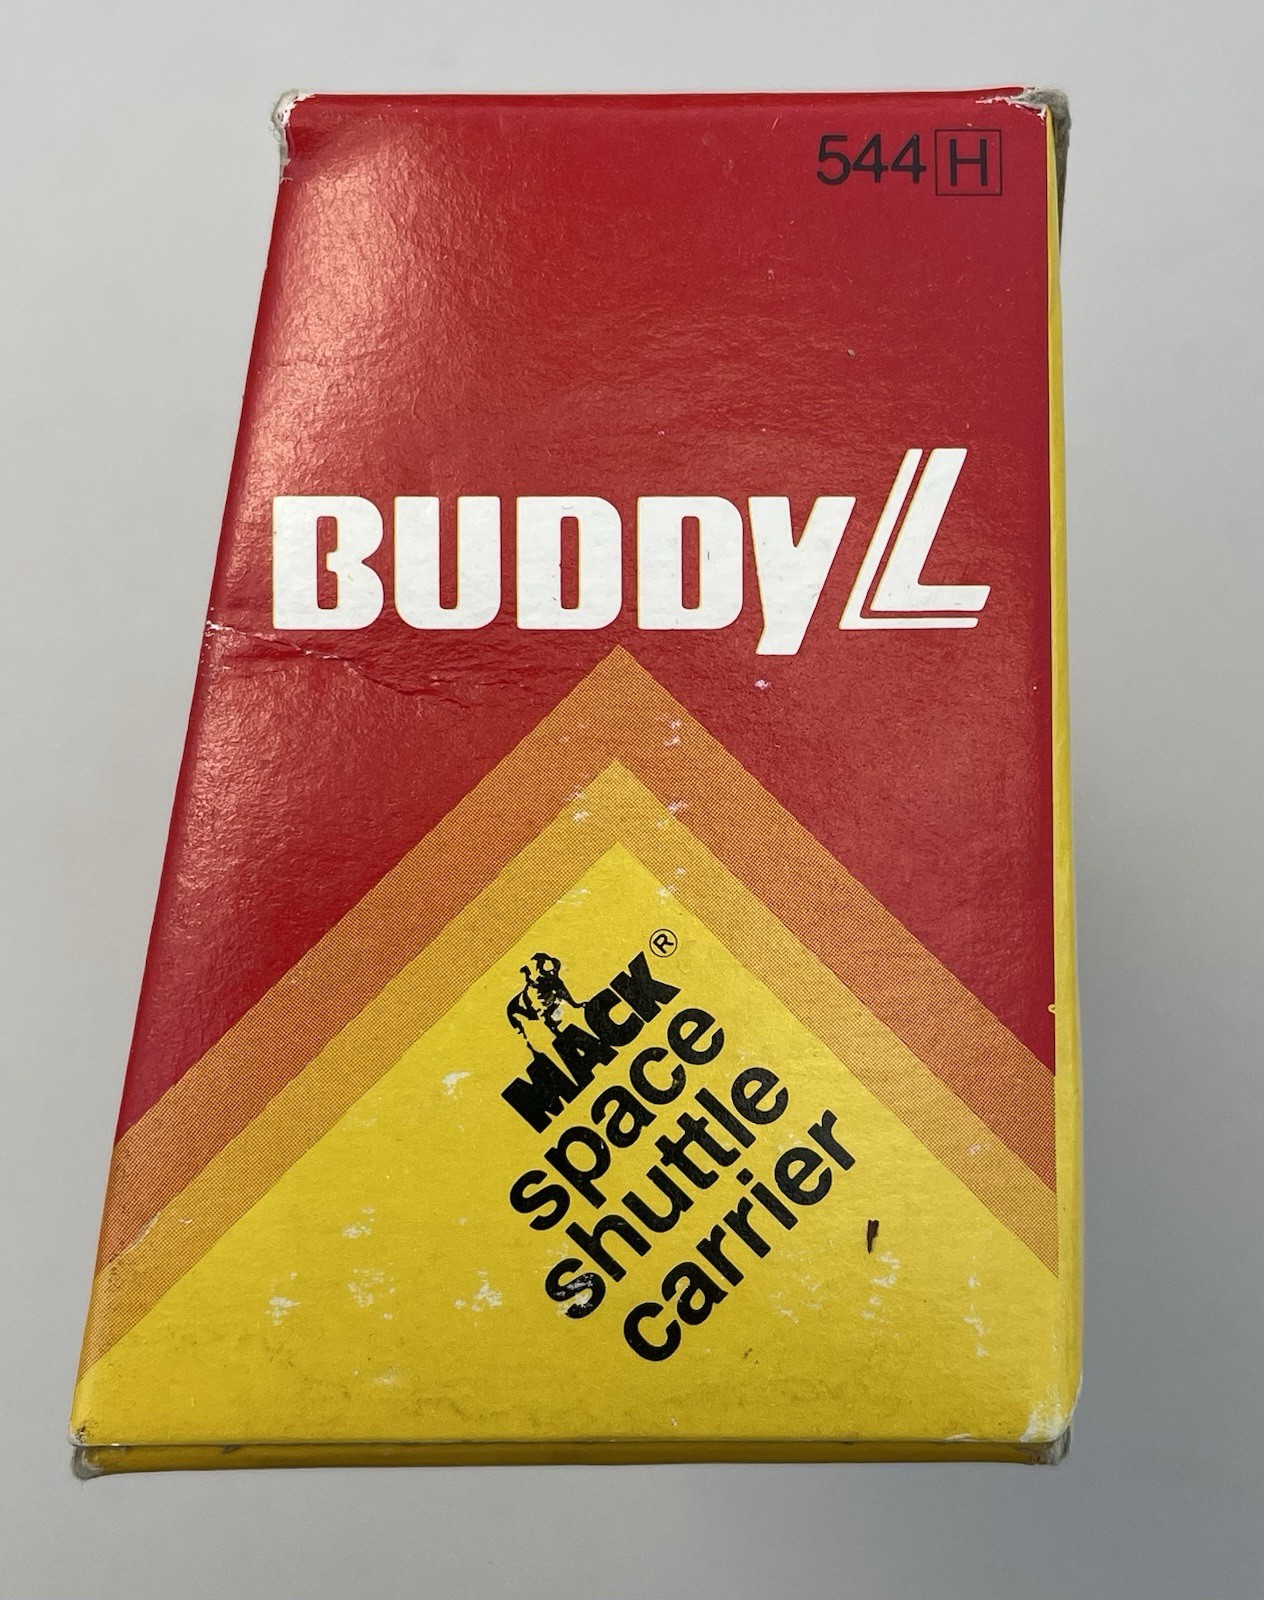 544 H
BUDDY L
MACK®
space
shuttle
carrier